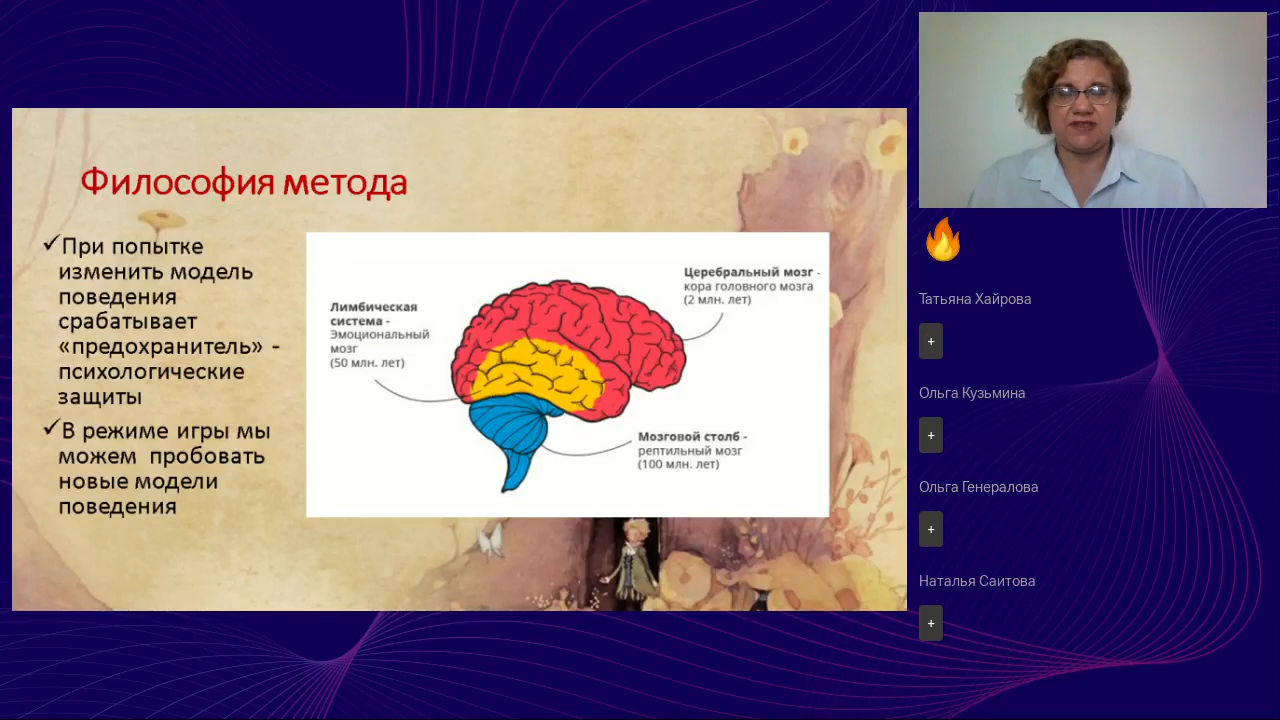 Философия метода
✓При попытке
изменить модель
поведения
срабатывает
«предохранитель» -
психологические
защиты
✓В режиме игры мы
можем пробовать
новые модели
поведения
Лимбическая
система -
Эмоциональный
мозг
(50 млн. лет)
Церебральный мозг -
кора головного мозга
(2 млн. лет)
Мозговой столб -
рептильный мозг
(100 млн. лет)
Татьяна Хайрова
+
Ольга Кузьмина
+
Ольга Генералова
+
Наталья Саитова
+